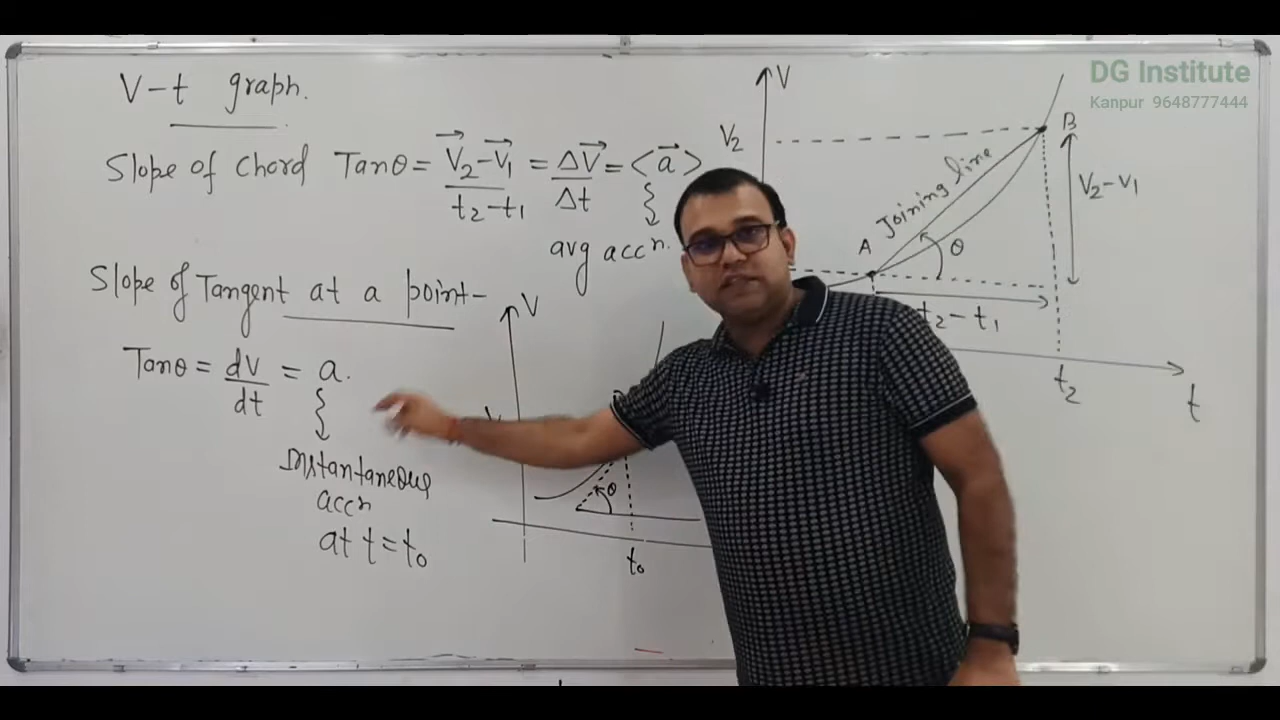 V-t graph.
Slope of Chord Tanθ = V₂-V₁ / t₂-t₁ = ΔV / Δt = <a>
avg accⁿ.
Slope of Tangent at a point-
Tanθ = dV / dt = a.
Instantaneous
accⁿ
at t=t₀
V
θ
t₀
DG Institute
Kanpur 9648777444
V
V₂
B
Joining line
V₂-V₁
A
θ
t₂-t₁
t₂
t